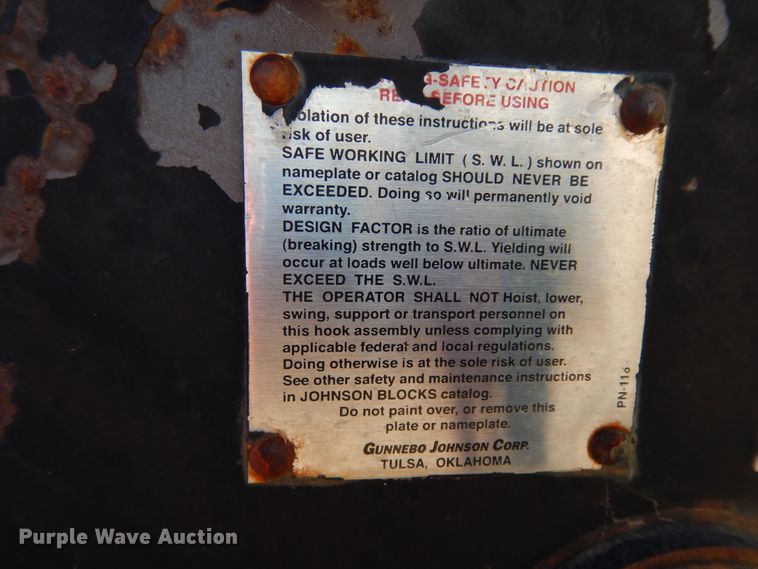 -SAFETY CAUTION
BEFORE USING
olation of these instructions will be at sole
risk of user.
SAFE WORKING LIMIT ( S. W. L. ) shown on
nameplate or catalog SHOULD NEVER BE
EXCEEDED. Doing so will permanently void
warranty.
DESIGN FACTOR is the ratio of ultimate
(breaking) strength to S.W.L. Yielding will
occur at loads well below ultimate. NEVER
EXCEED THE S.W.L.
THE OPERATOR SHALL NOT Hoist, lower,
swing, support or transport personnel on
this hook assembly unless complying with
applicable federal and local regulations.
Doing otherwise is at the sole risk of user.
See other safety and maintenance instructions
in JOHNSON BLOCKS catalog.
Do not paint over, or remove this
plate or nameplate.
GUNNEBO JOHNSON CORP.
TULSA, OKLAHOMA
PN-116
Purple Wave Auction